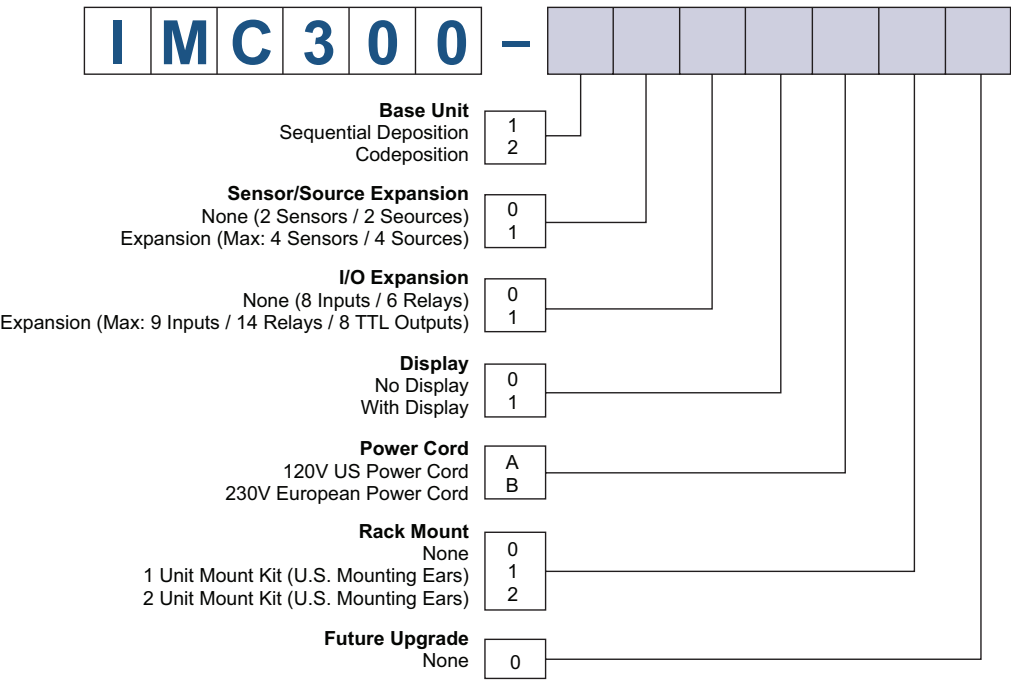 IMC300-
Base Unit
Sequential Deposition 1
Codeposition 2
Sensor/Source Expansion
None (2 Sensors / 2 Seources) 0
Expansion (Max: 4 Sensors / 4 Sources) 1
I/O Expansion
None (8 Inputs / 6 Relays) 0
Expansion (Max: 9 Inputs / 14 Relays / 8 TTL Outputs) 1
Display
No Display 0
With Display 1
Power Cord
120V US Power Cord A
230V European Power Cord B
Rack Mount
None 0
1 Unit Mount Kit (U.S. Mounting Ears) 1
2 Unit Mount Kit (U.S. Mounting Ears) 2
Future Upgrade
None 0